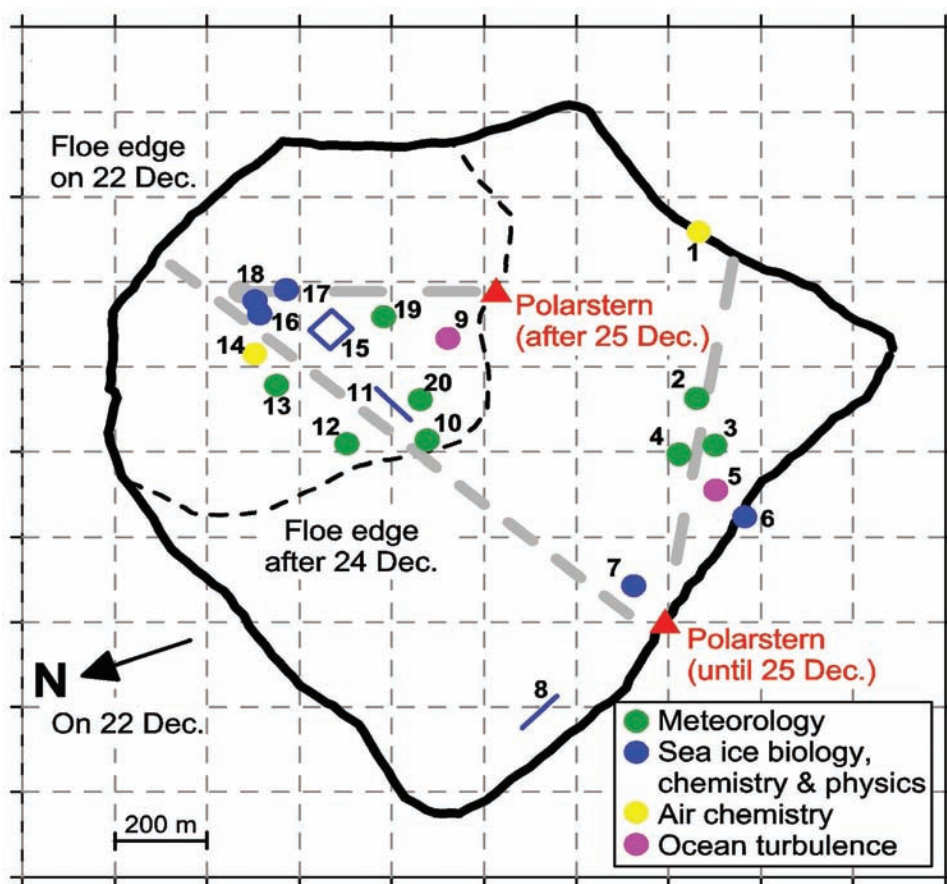 Floe edge
on 22 Dec.
1
18
17
16
19
9
Polarstern
(after 25 Dec.)
14
15
2
11
20
13
12
10
3
4
5
6
Floe edge
after 24 Dec.
7
Polarstern
(until 25 Dec.)
N
On 22 Dec.
8
Meteorology
Sea ice biology,
chemistry & physics
Air chemistry
Ocean turbulence
200 m